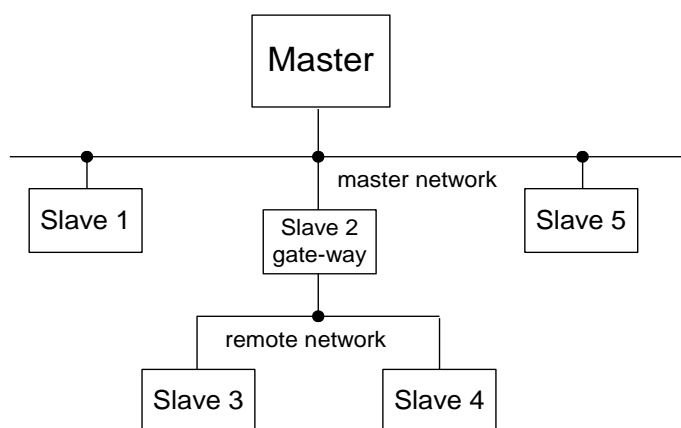 Master
master network
Slave 1
Slave 2
gate-way
Slave 5
remote network
Slave 3
Slave 4